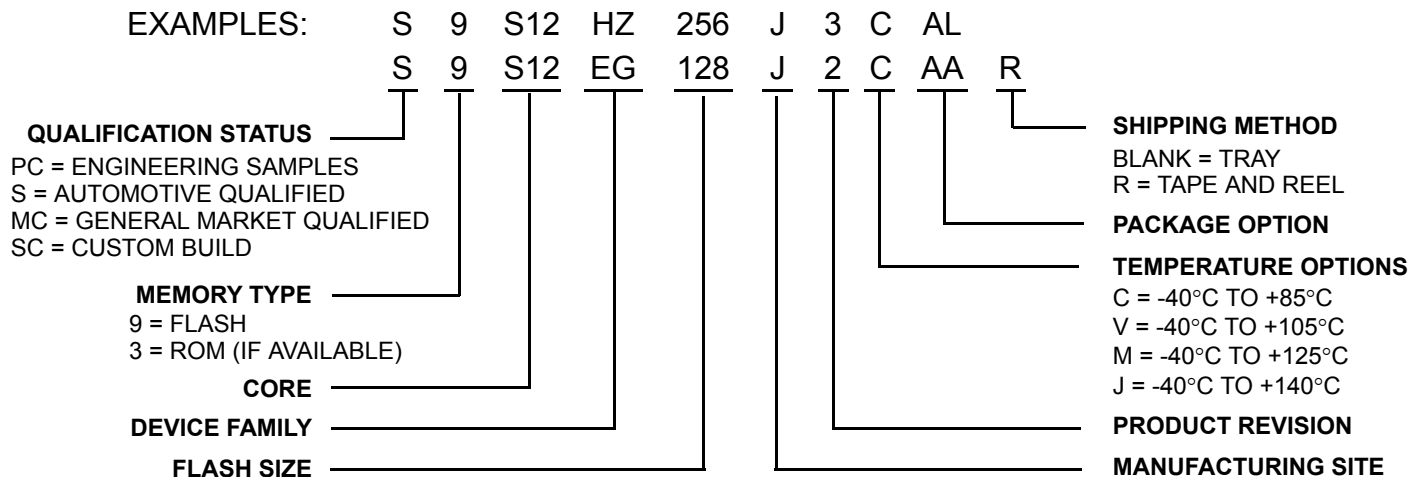 EXAMPLES: S 9 S12 HZ 256 J 3 C AL
S 9 S12 EG 128 J 2 C AA R
QUALIFICATION STATUS
PC = ENGINEERING SAMPLES
S = AUTOMOTIVE QUALIFIED
MC = GENERAL MARKET QUALIFIED
SC = CUSTOM BUILD
MEMORY TYPE
9 = FLASH
3 = ROM (IF AVAILABLE)
CORE
DEVICE FAMILY
FLASH SIZE
SHIPPING METHOD
BLANK = TRAY
R = TAPE AND REEL
PACKAGE OPTION
TEMPERATURE OPTIONS
C = -40°C TO +85°C
V = -40°C TO +105°C
M = -40°C TO +125°C
J = -40°C TO +140°C
PRODUCT REVISION
MANUFACTURING SITE